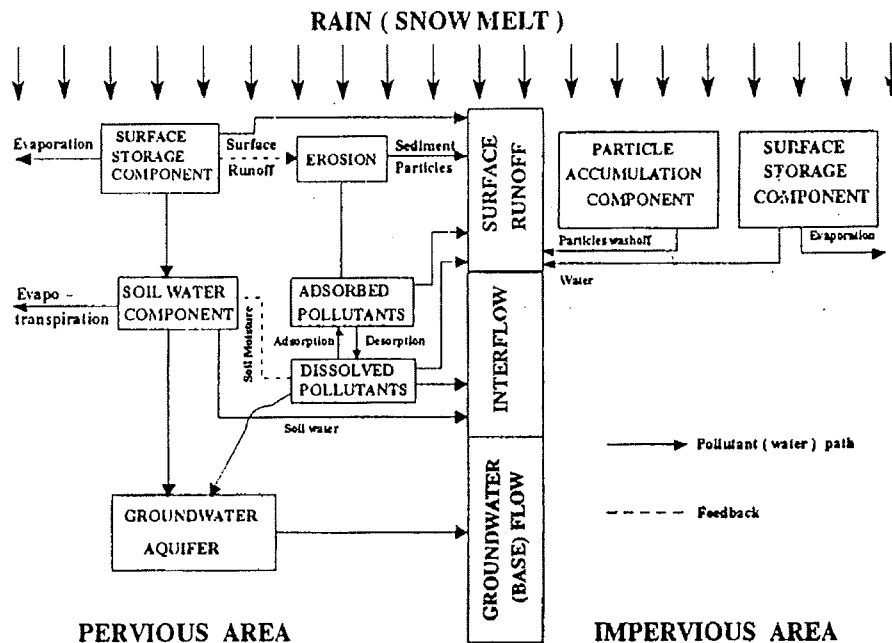 RAIN ( SNOW MELT )
Evaporation
SURFACE
STORAGE
COMPONENT
Surface
Runoff
EROSION
Sediment
Particles
SURFACE
RUNOFF
PARTICLE
ACCUMULATION
COMPONENT
SURFACE
STORAGE
COMPONENT
Particles washoff
Evaporation
Water
Evapo -
transpiration
SOIL WATER
COMPONENT
Soil Moisture
ADSORBED
POLLUTANTS
Adsorption
Desorption
DISSOLVED
POLLUTANTS
INTERFLOW
Soil water
Pollutant ( water ) path
Feedback
GROUNDWATER
AQUIFER
GROUNDWATER
(BASE) FLOW
PERVIOUS AREA
IMPERVIOUS AREA